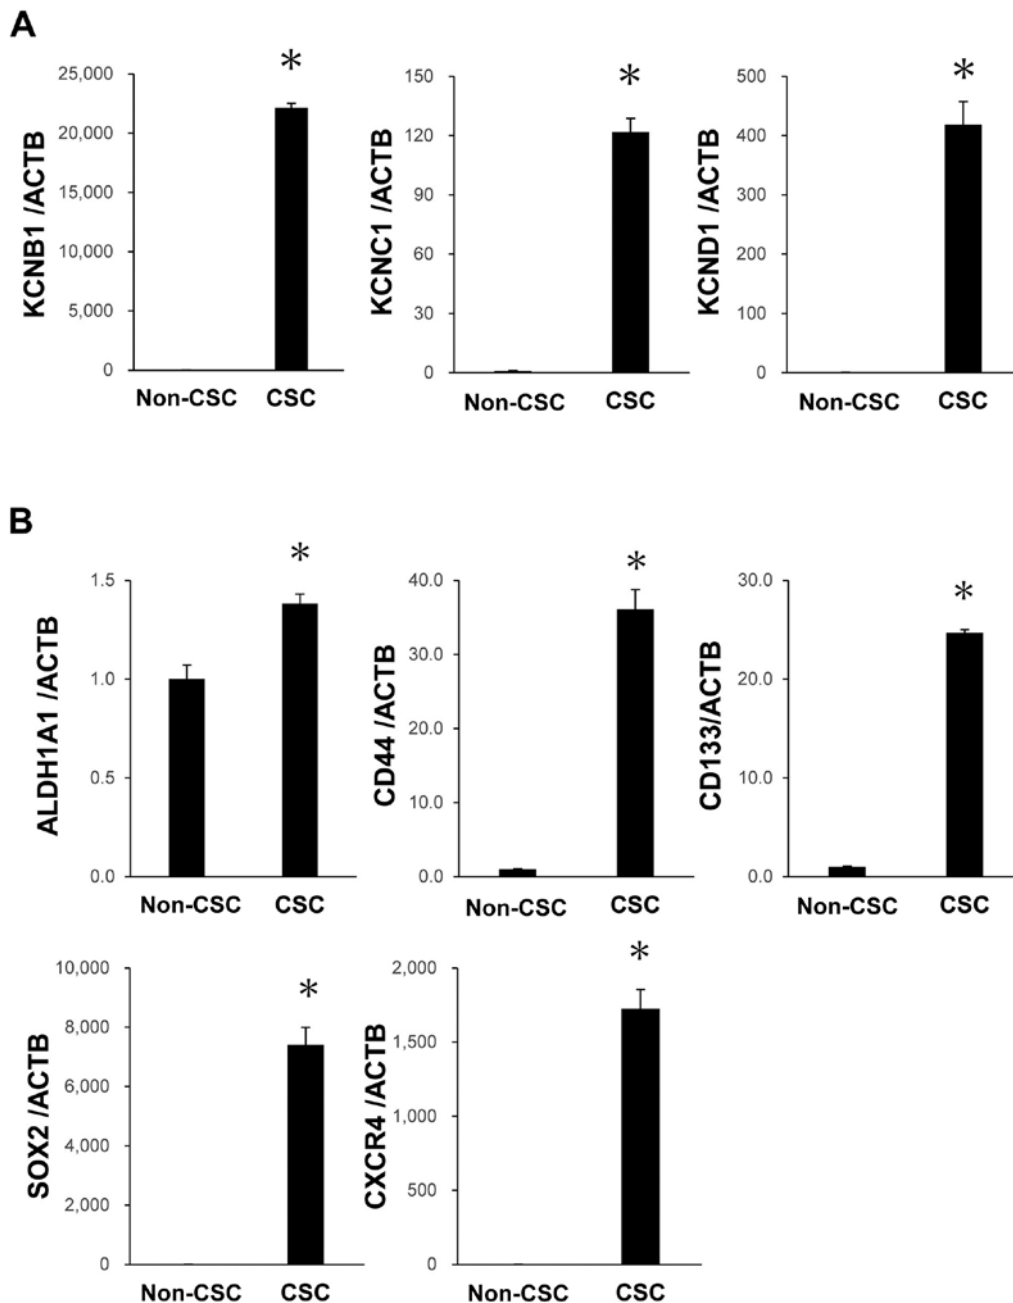 A
*
*
*
KCNB1 /ACTB
25,000
20,000
15,000
10,000
5,000
0
Non-CSC CSC
KCNC1 /ACTB
150
120
90
60
30
0
Non-CSC CSC
KCND1 /ACTB
500
400
300
200
100
0
Non-CSC CSC
B
*
*
*
ALDH1A1 /ACTB
1.5
1.0
0.5
0.0
Non-CSC CSC
CD44 /ACTB
40.0
30.0
20.0
10.0
0.0
Non-CSC CSC
CD133/ACTB
30.0
20.0
10.0
0.0
Non-CSC CSC
*
*
SOX2 /ACTB
10,000
8,000
6,000
4,000
2,000
0
Non-CSC CSC
CXCR4 /ACTB
2,000
1,500
1,000
500
0
Non-CSC CSC